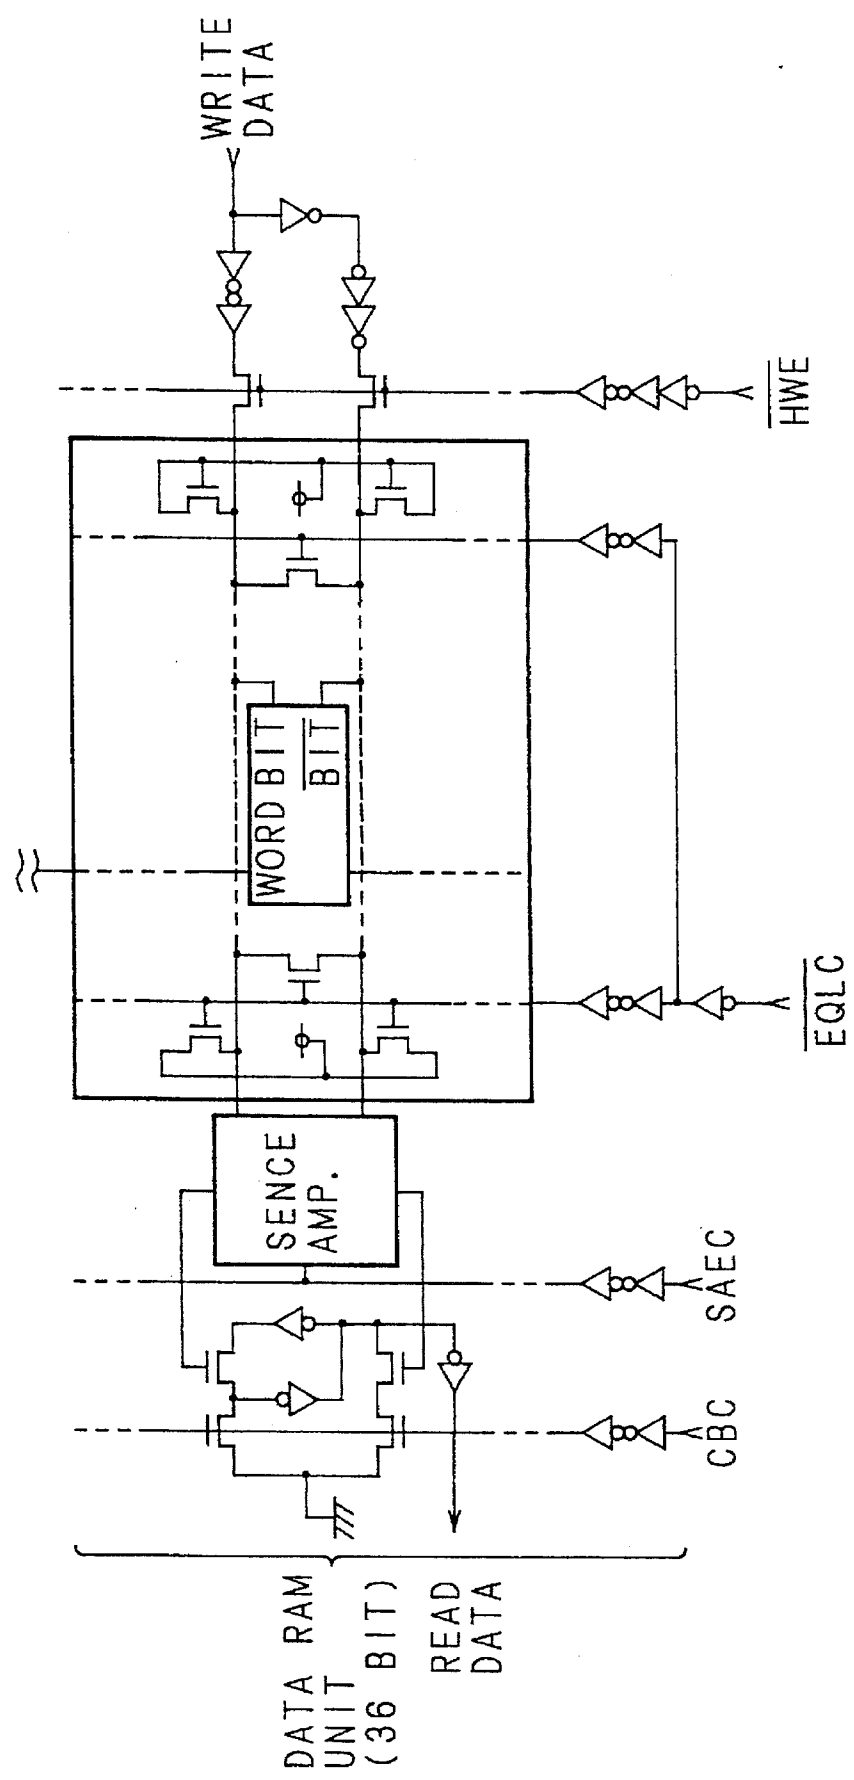 WRITE
DATA
HWE
WORD BIT
BIT
EQLC
SENCE
AMP.
SAEC
CBC
DATA RAM
UNIT
(36 BIT)
READ
DATA